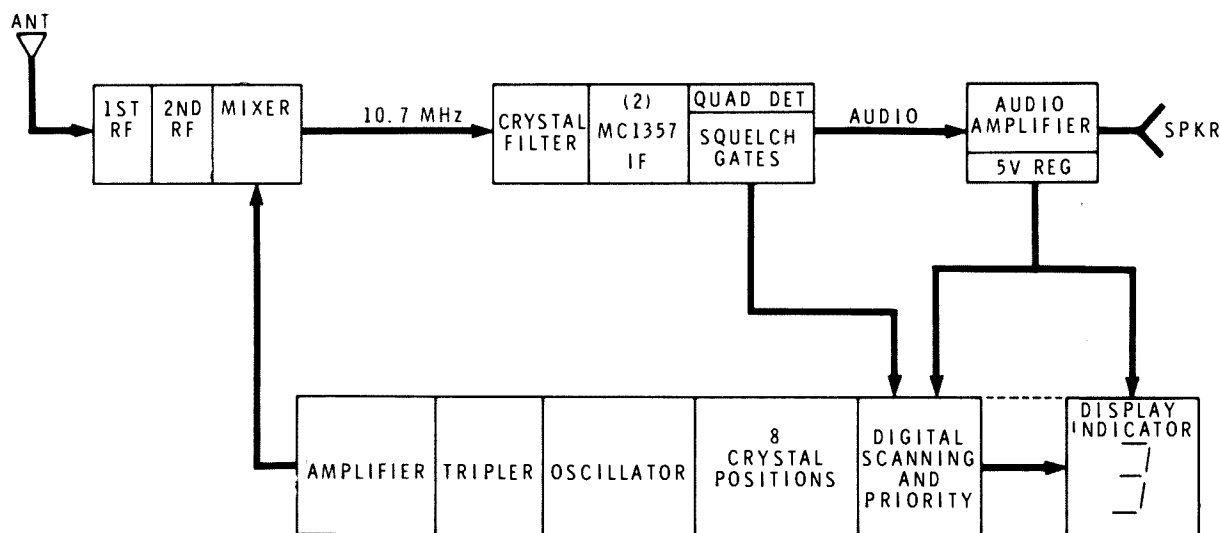 ANT
1ST
RF
2ND
RF
MIXER
10.7 MHz
CRYSTAL
FILTER
(2)
MC1357
IF
QUAD DET
SQUELCH
GATES
AUDIO
AUDIO
AMPLIFIER
5V REG
SPKR
AMPLIFIER
TRIPLER
OSCILLATOR
8
CRYSTAL
POSITIONS
DIGITAL
SCANNING
AND
PRIORITY
DISPLAY
INDICATOR
3